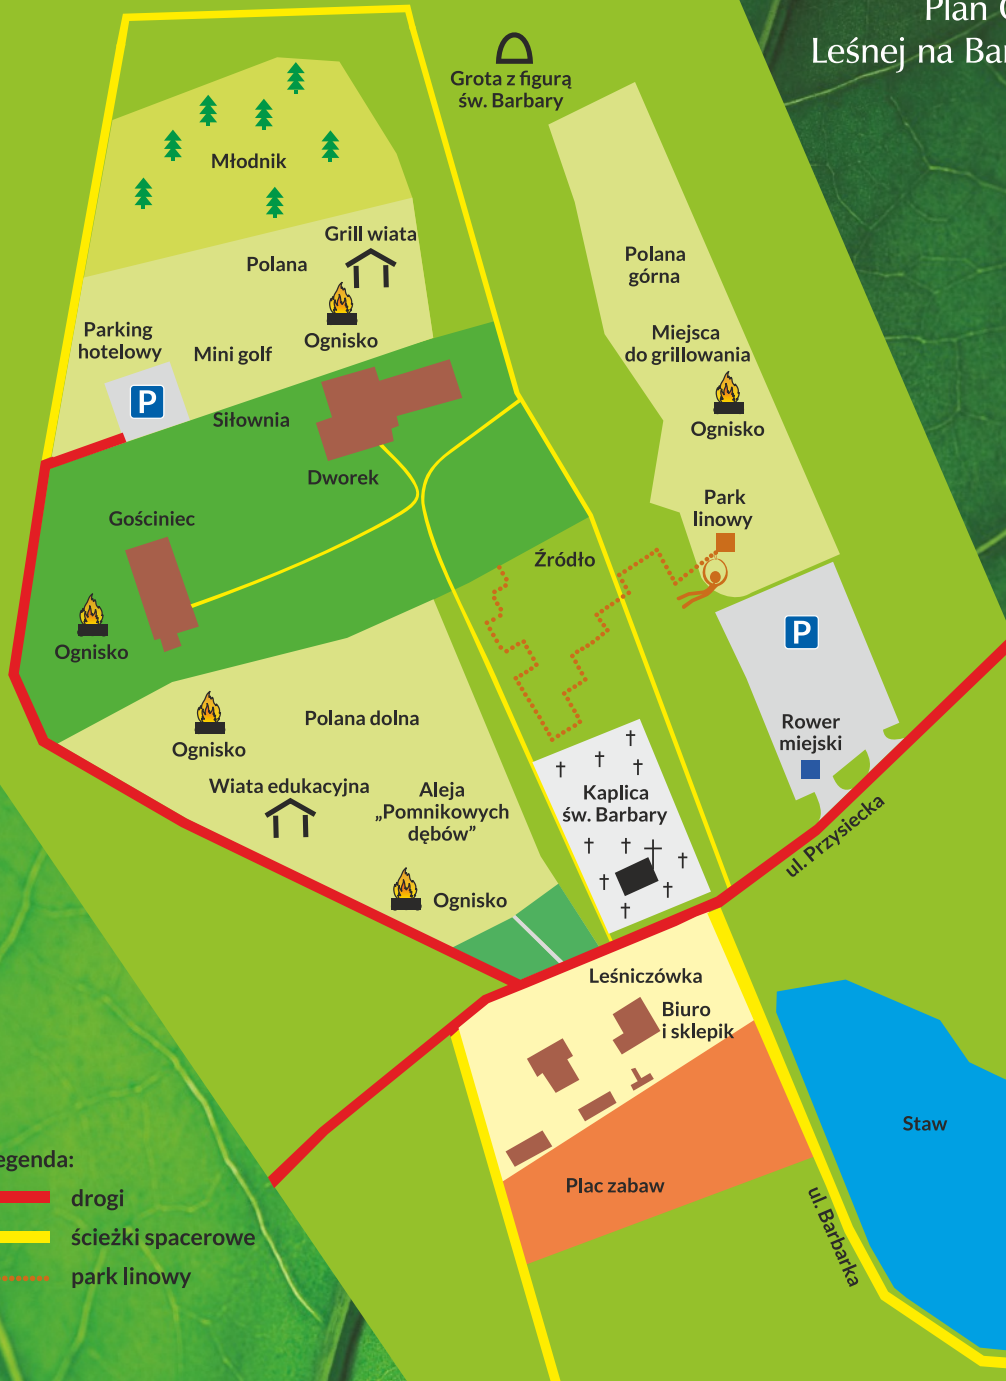 Plan
Leśnej na
Grota z figurą
św. Barbary
Młodnik
Grill wiata
Polana
Ognisko
Parking
hotelowy
Mini golf
P
Siłownia
Dworek
Gościniec
Ognisko
Polana
górna
Miejsca
do grillowania
Ognisko
Park
linowy
Źródło
P
Rower
miejski
ul. Przysiecka
Ognisko
Polana dolna
Wiata edukacyjna
Aleja
„Pomnikowych
dębów”
Ognisko
Kaplica
św. Barbary
Leśniczówka
Biuro
i sklepik
Plac zabaw
Staw
ul. Barbarka
egenda:
drogi
ścieżki spacerowe
park linowy